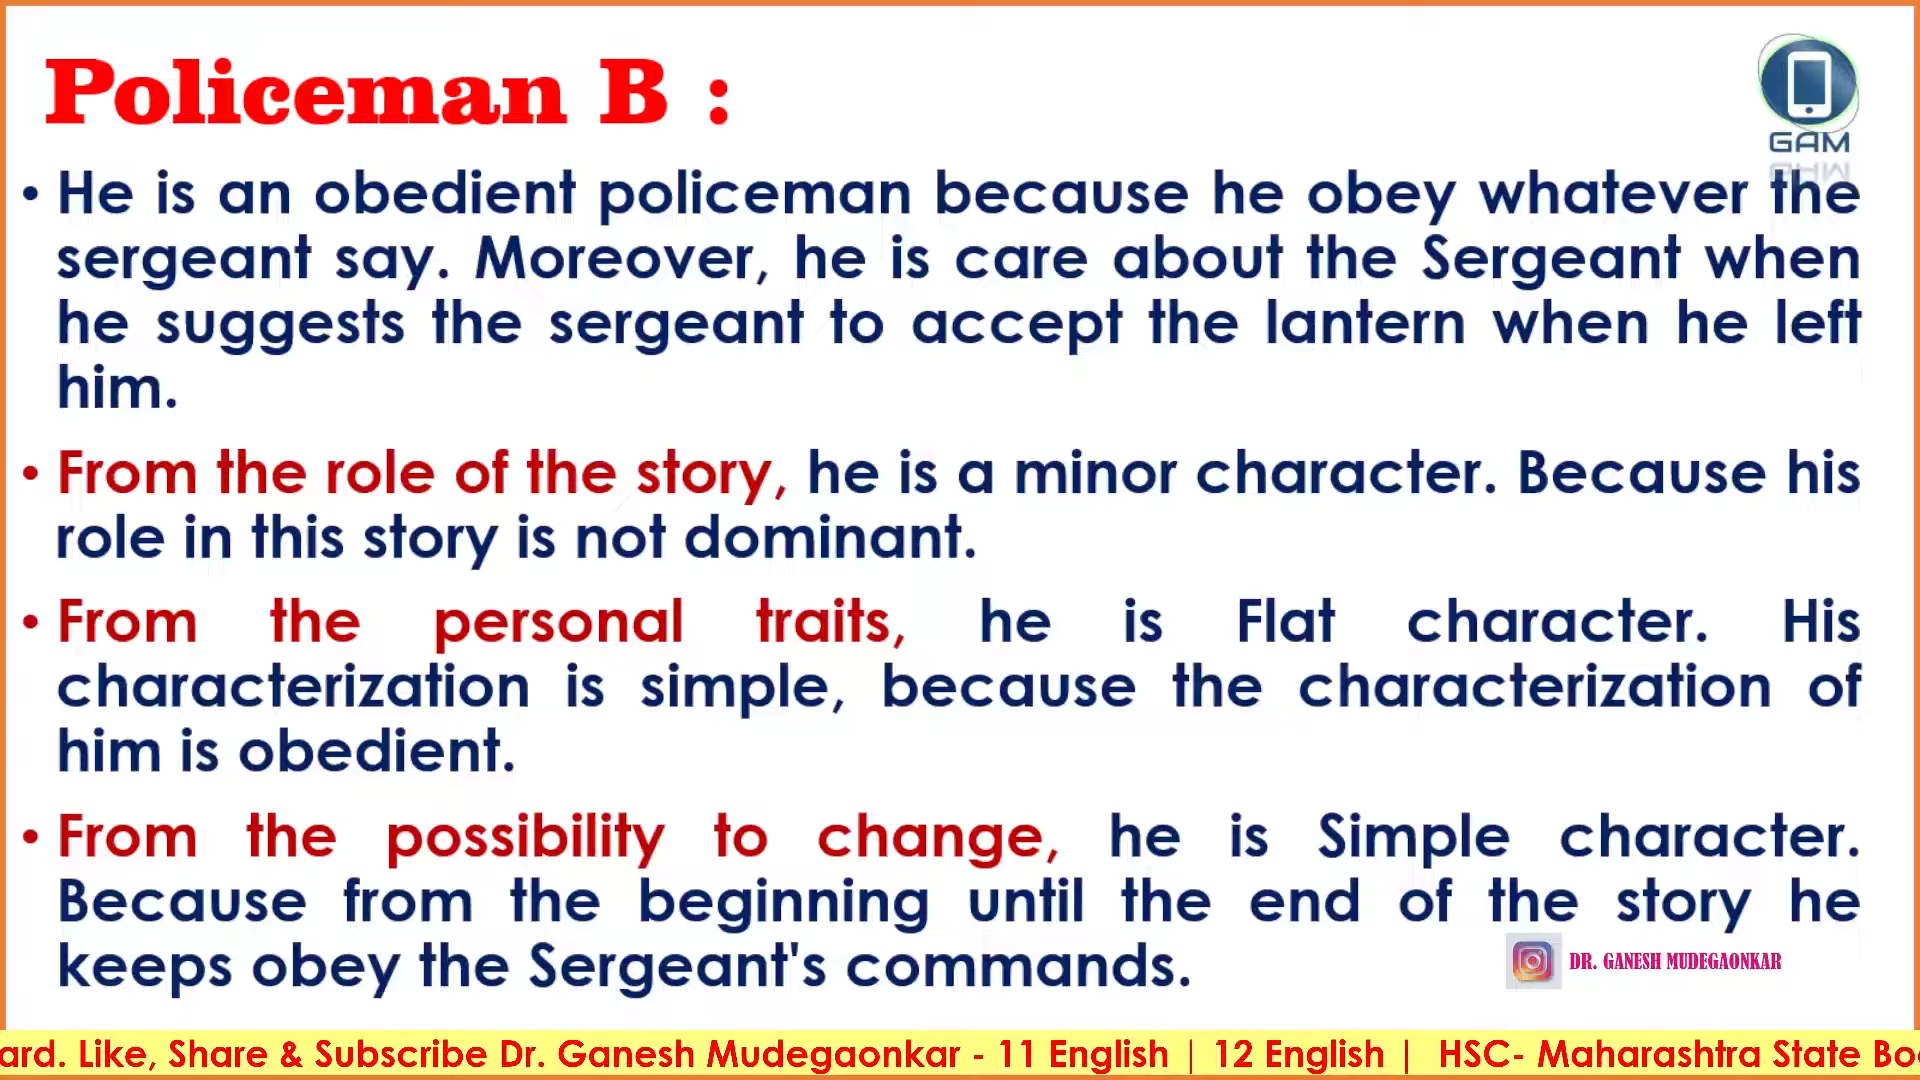 Policeman B :
GAM
• He is an obedient policeman because he obey whatever the
sergeant say. Moreover, he is care about the Sergeant when
he suggests the sergeant to accept the lantern when he left
him.
• From the role of the story, he is a minor character. Because his
role in this story is not dominant.
• From the personal traits, he is Flat character. His
characterization is simple, because the characterization of
him is obedient.
• From the possibility to change, he is Simple character.
Because from the beginning until the end of the story he
keeps obey the Sergeant's commands.
DR. GANESH MUDEGAONKAR
ard. Like, Share & Subscribe Dr. Ganesh Mudegaonkar - 11 English | 12 English | HSC- Maharashtra State Bo